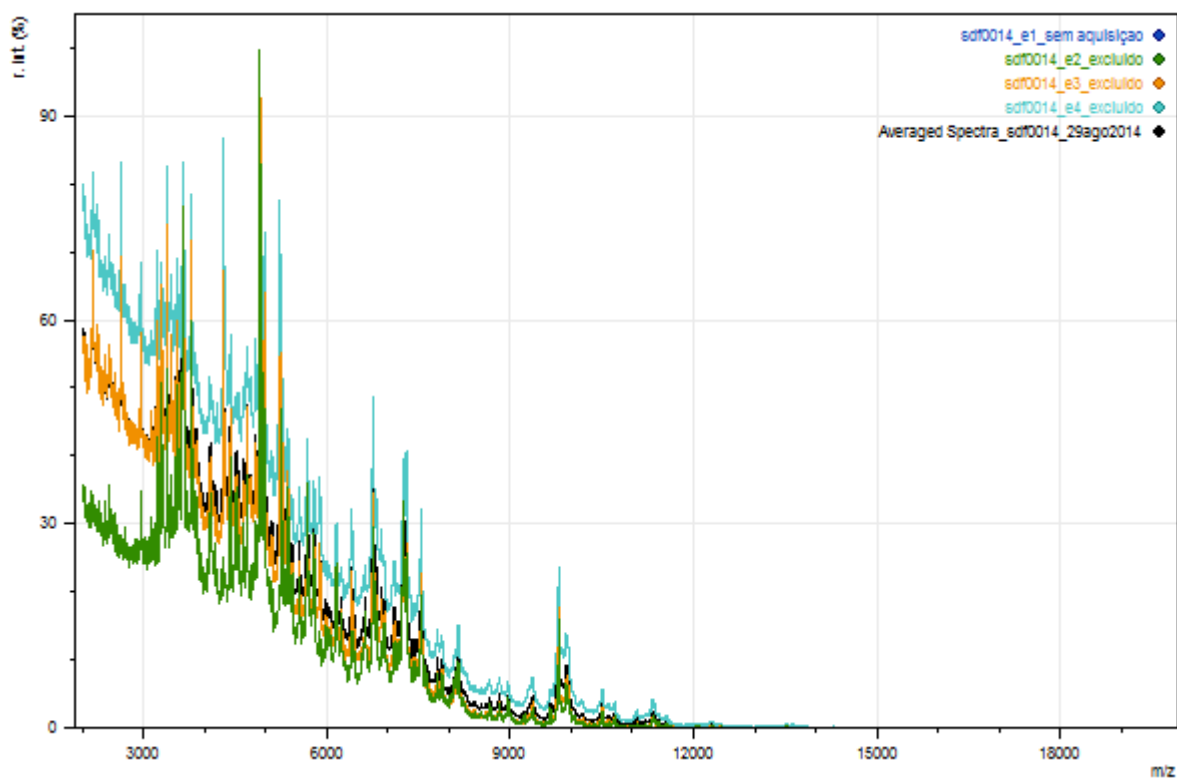 r. int. (%)
sdf0014_e1_sem aquisiçao
sdf0014_e2_excluido
sdf0014_e3_excluido
sdf0014_e4_excluido
Averaged Spectra_sdf0014_29ago2014
90
60
30
0
3000 6000 9000 12000 15000 18000
m/z